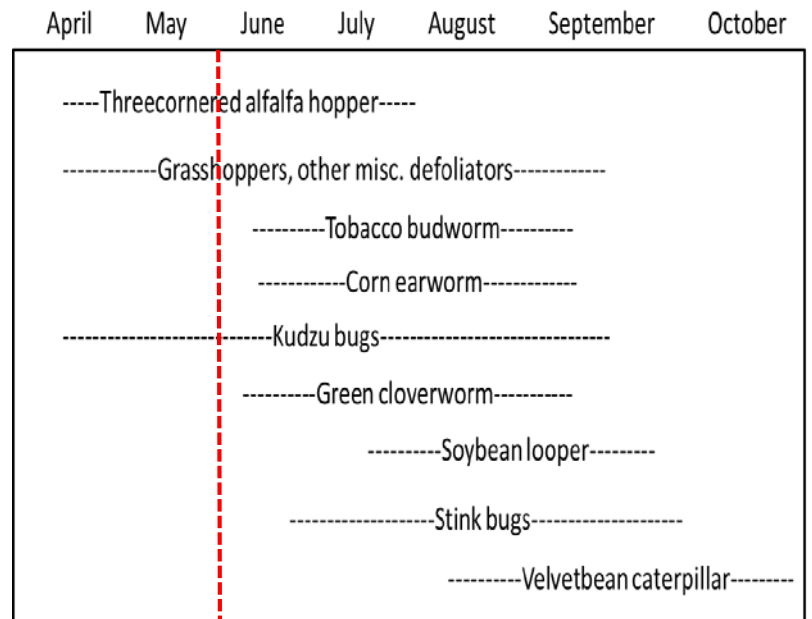 April May June July August September October
-----Threecornered alfalfa hopper-----
-------------Grasshoppers, other misc. defoliators-------------
----------Tobacco budworm----------
------------Corn earworm-------------
-----------------------------Kudzu bugs--------------------------------
----------Green cloverworm-----------
----------Soybean looper---------
--------------------Stink bugs---------------------
----------Velvetbean caterpillar---------